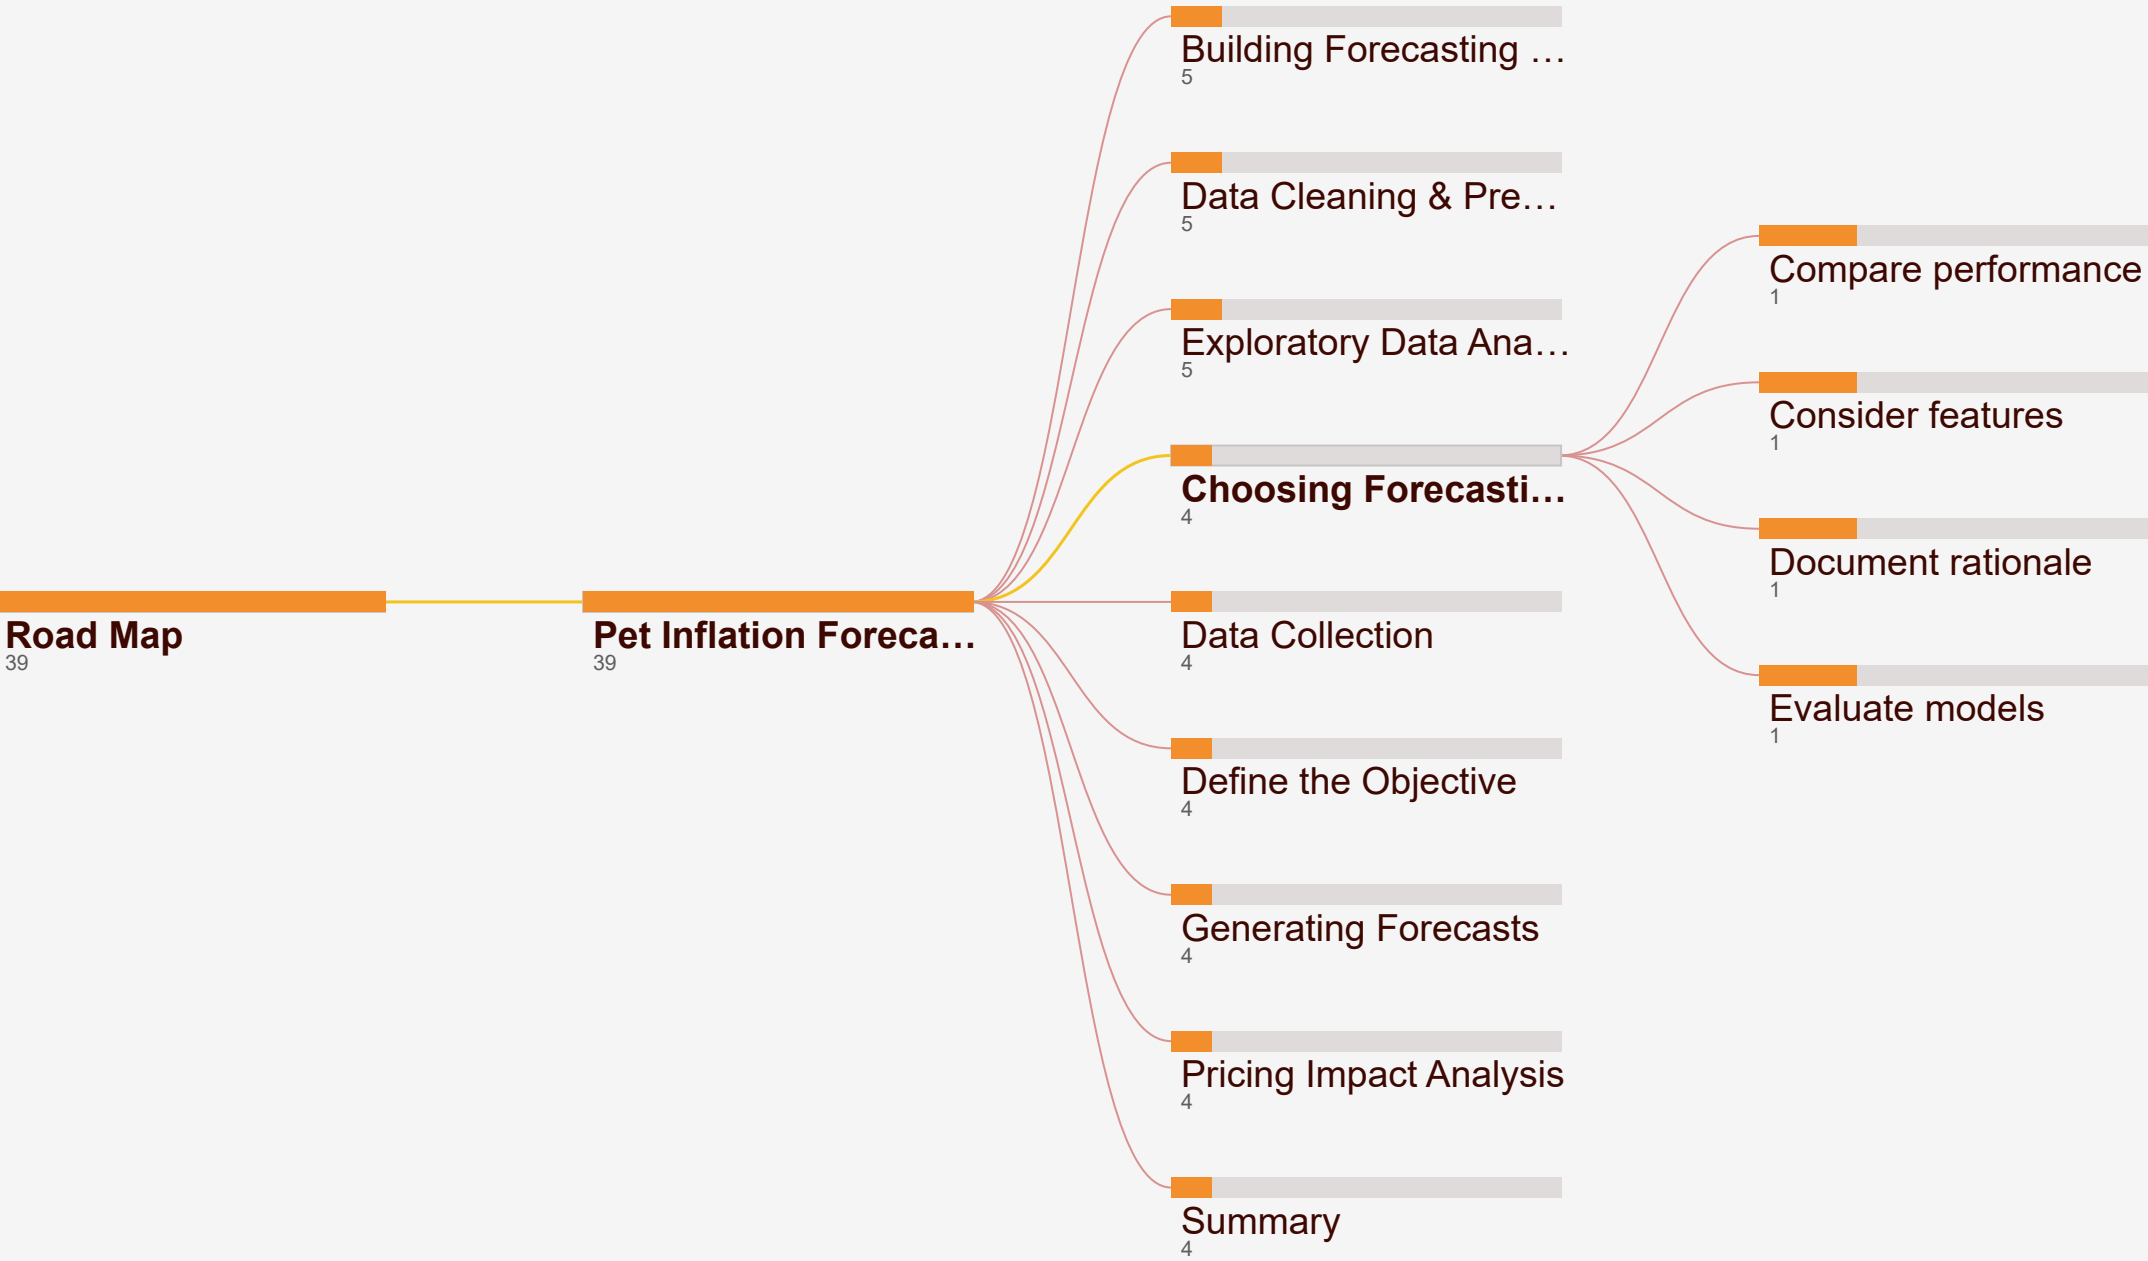 Road Map
39
Pet Inflation Foreca…
39
Building Forecasting …
5
Data Cleaning & Pre…
5
Exploratory Data Ana…
5
Choosing Forecasti…
4
Data Collection
4
Define the Objective
4
Generating Forecasts
4
Pricing Impact Analysis
4
Summary
4
Compare performance
1
Consider features
1
Document rationale
1
Evaluate models
1